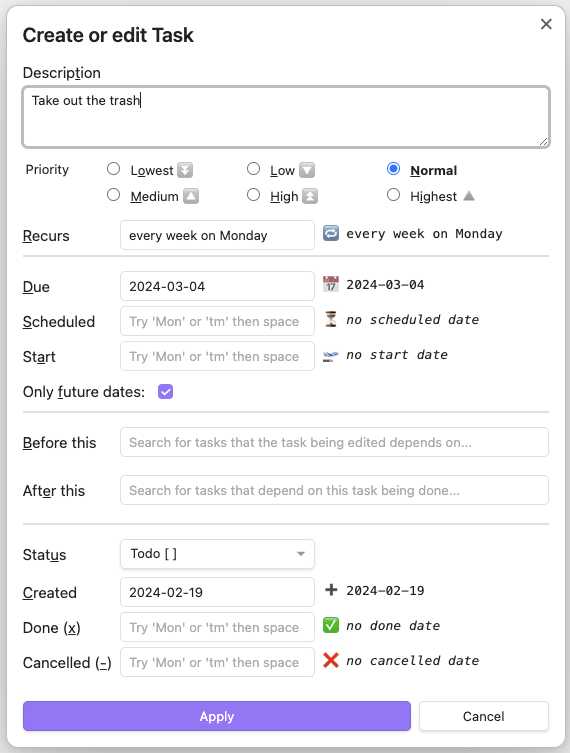 Create or edit Task
Description
Take out the trash
Priority Lowest Low Normal
Medium High Highest
Recurs every week on Monday every week on Monday
Due 2024-03-04 2024-03-04
Scheduled Try 'Mon' or 'tm' then space no scheduled date
Start Try 'Mon' or 'tm' then space no start date
Only future dates:
Before this Search for tasks that the task being edited depends on...
After this Search for tasks that depend on this task being done...
Status Todo [ ]
Created 2024-02-19 2024-02-19
Done (x) Try 'Mon' or 'tm' then space no done date
Cancelled (-) Try 'Mon' or 'tm' then space no cancelled date
Apply Cancel